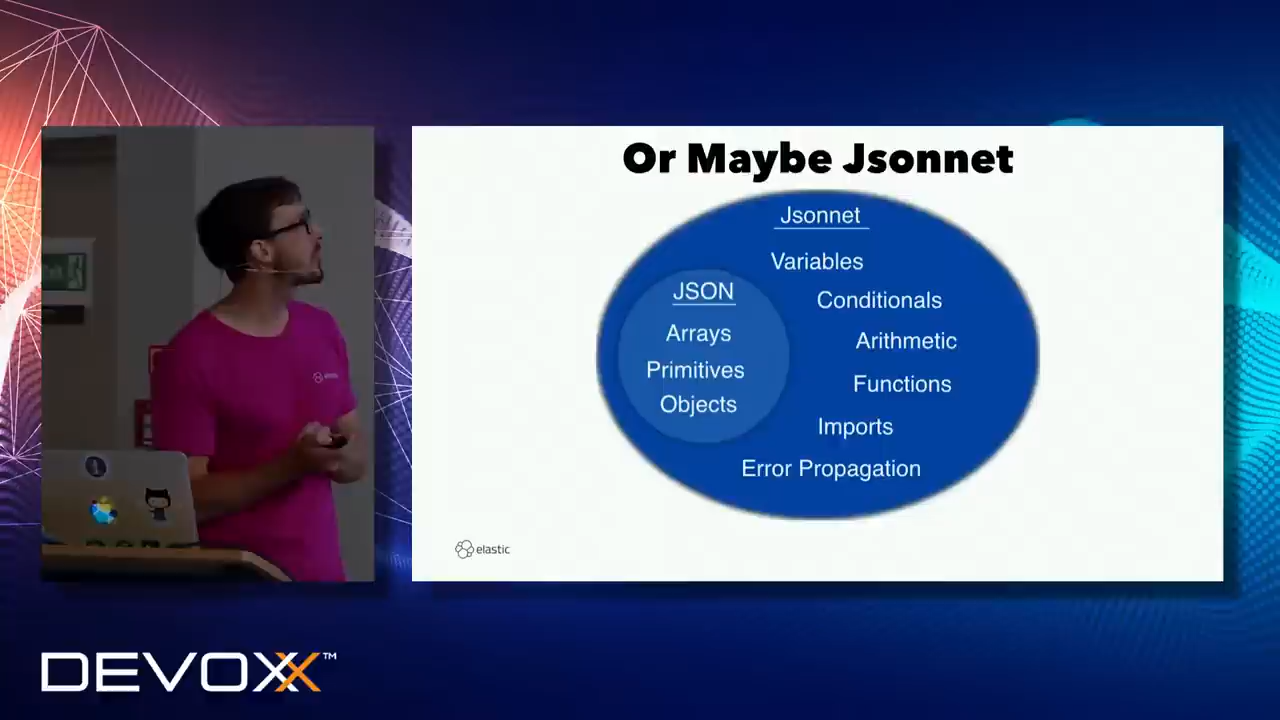 Or Maybe Jsonnet
Jsonnet
Variables
JSON
Conditionals
Arrays
Arithmetic
Primitives
Functions
Objects
Imports
Error Propagation
elastic
DEVOXX™